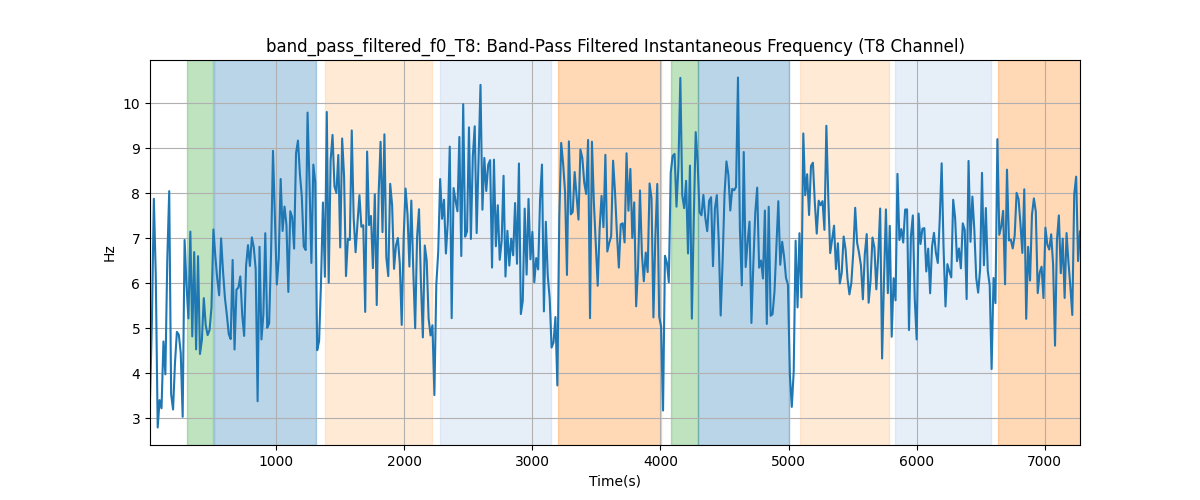 band_pass_filtered_f0_T8: Band-Pass Filtered Instantaneous Frequency (T8 Channel)
10
9
8
7
6
5
4
3
Hz
1000 2000 3000 4000 5000 6000 7000
Time(s)